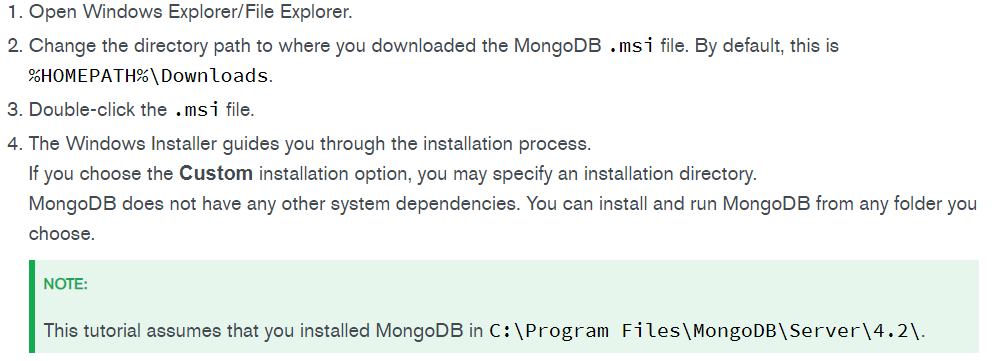 1. Open Windows Explorer/File Explorer.
2. Change the directory path to where you downloaded the MongoDB .msi file. By default, this is
%HOMEPATH%\Downloads.
3. Double-click the .msi file.
4. The Windows Installer guides you through the installation process.
If you choose the Custom installation option, you may specify an installation directory.
MongoDB does not have any other system dependencies. You can install and run MongoDB from any folder you
choose.
NOTE:
This tutorial assumes that you installed MongoDB in C:\Program Files\MongoDB\Server\4.2\.